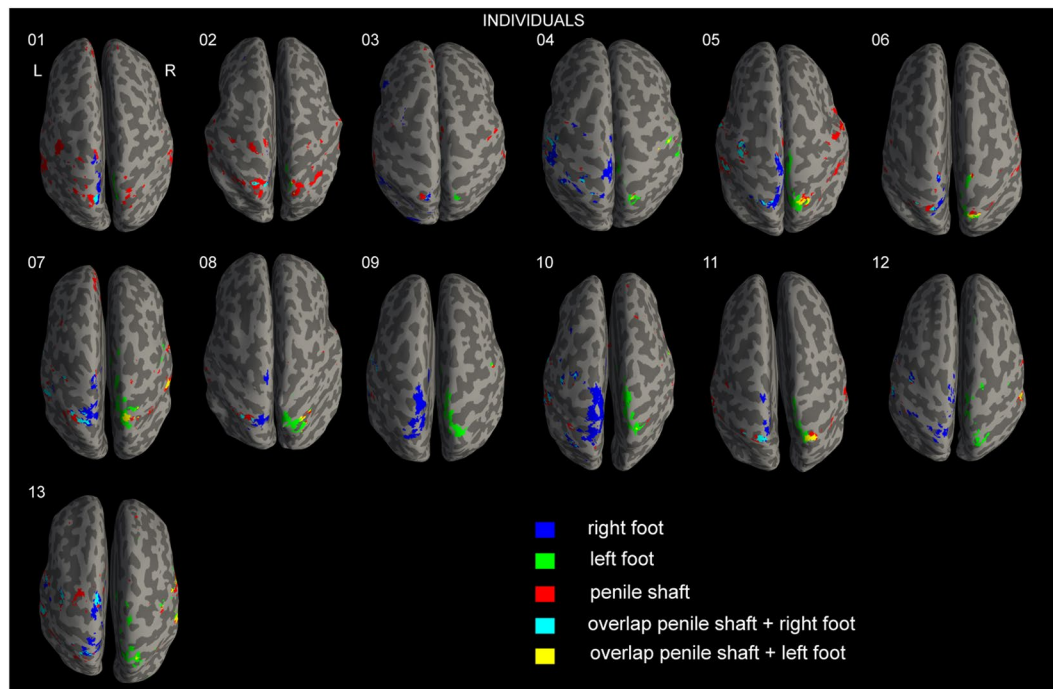 INDIVIDUALS
01 02 03 04 05 06
L R
07 08 09 10 11 12
13
right foot
left foot
penile shaft
overlap penile shaft + right foot
overlap penile shaft + left foot